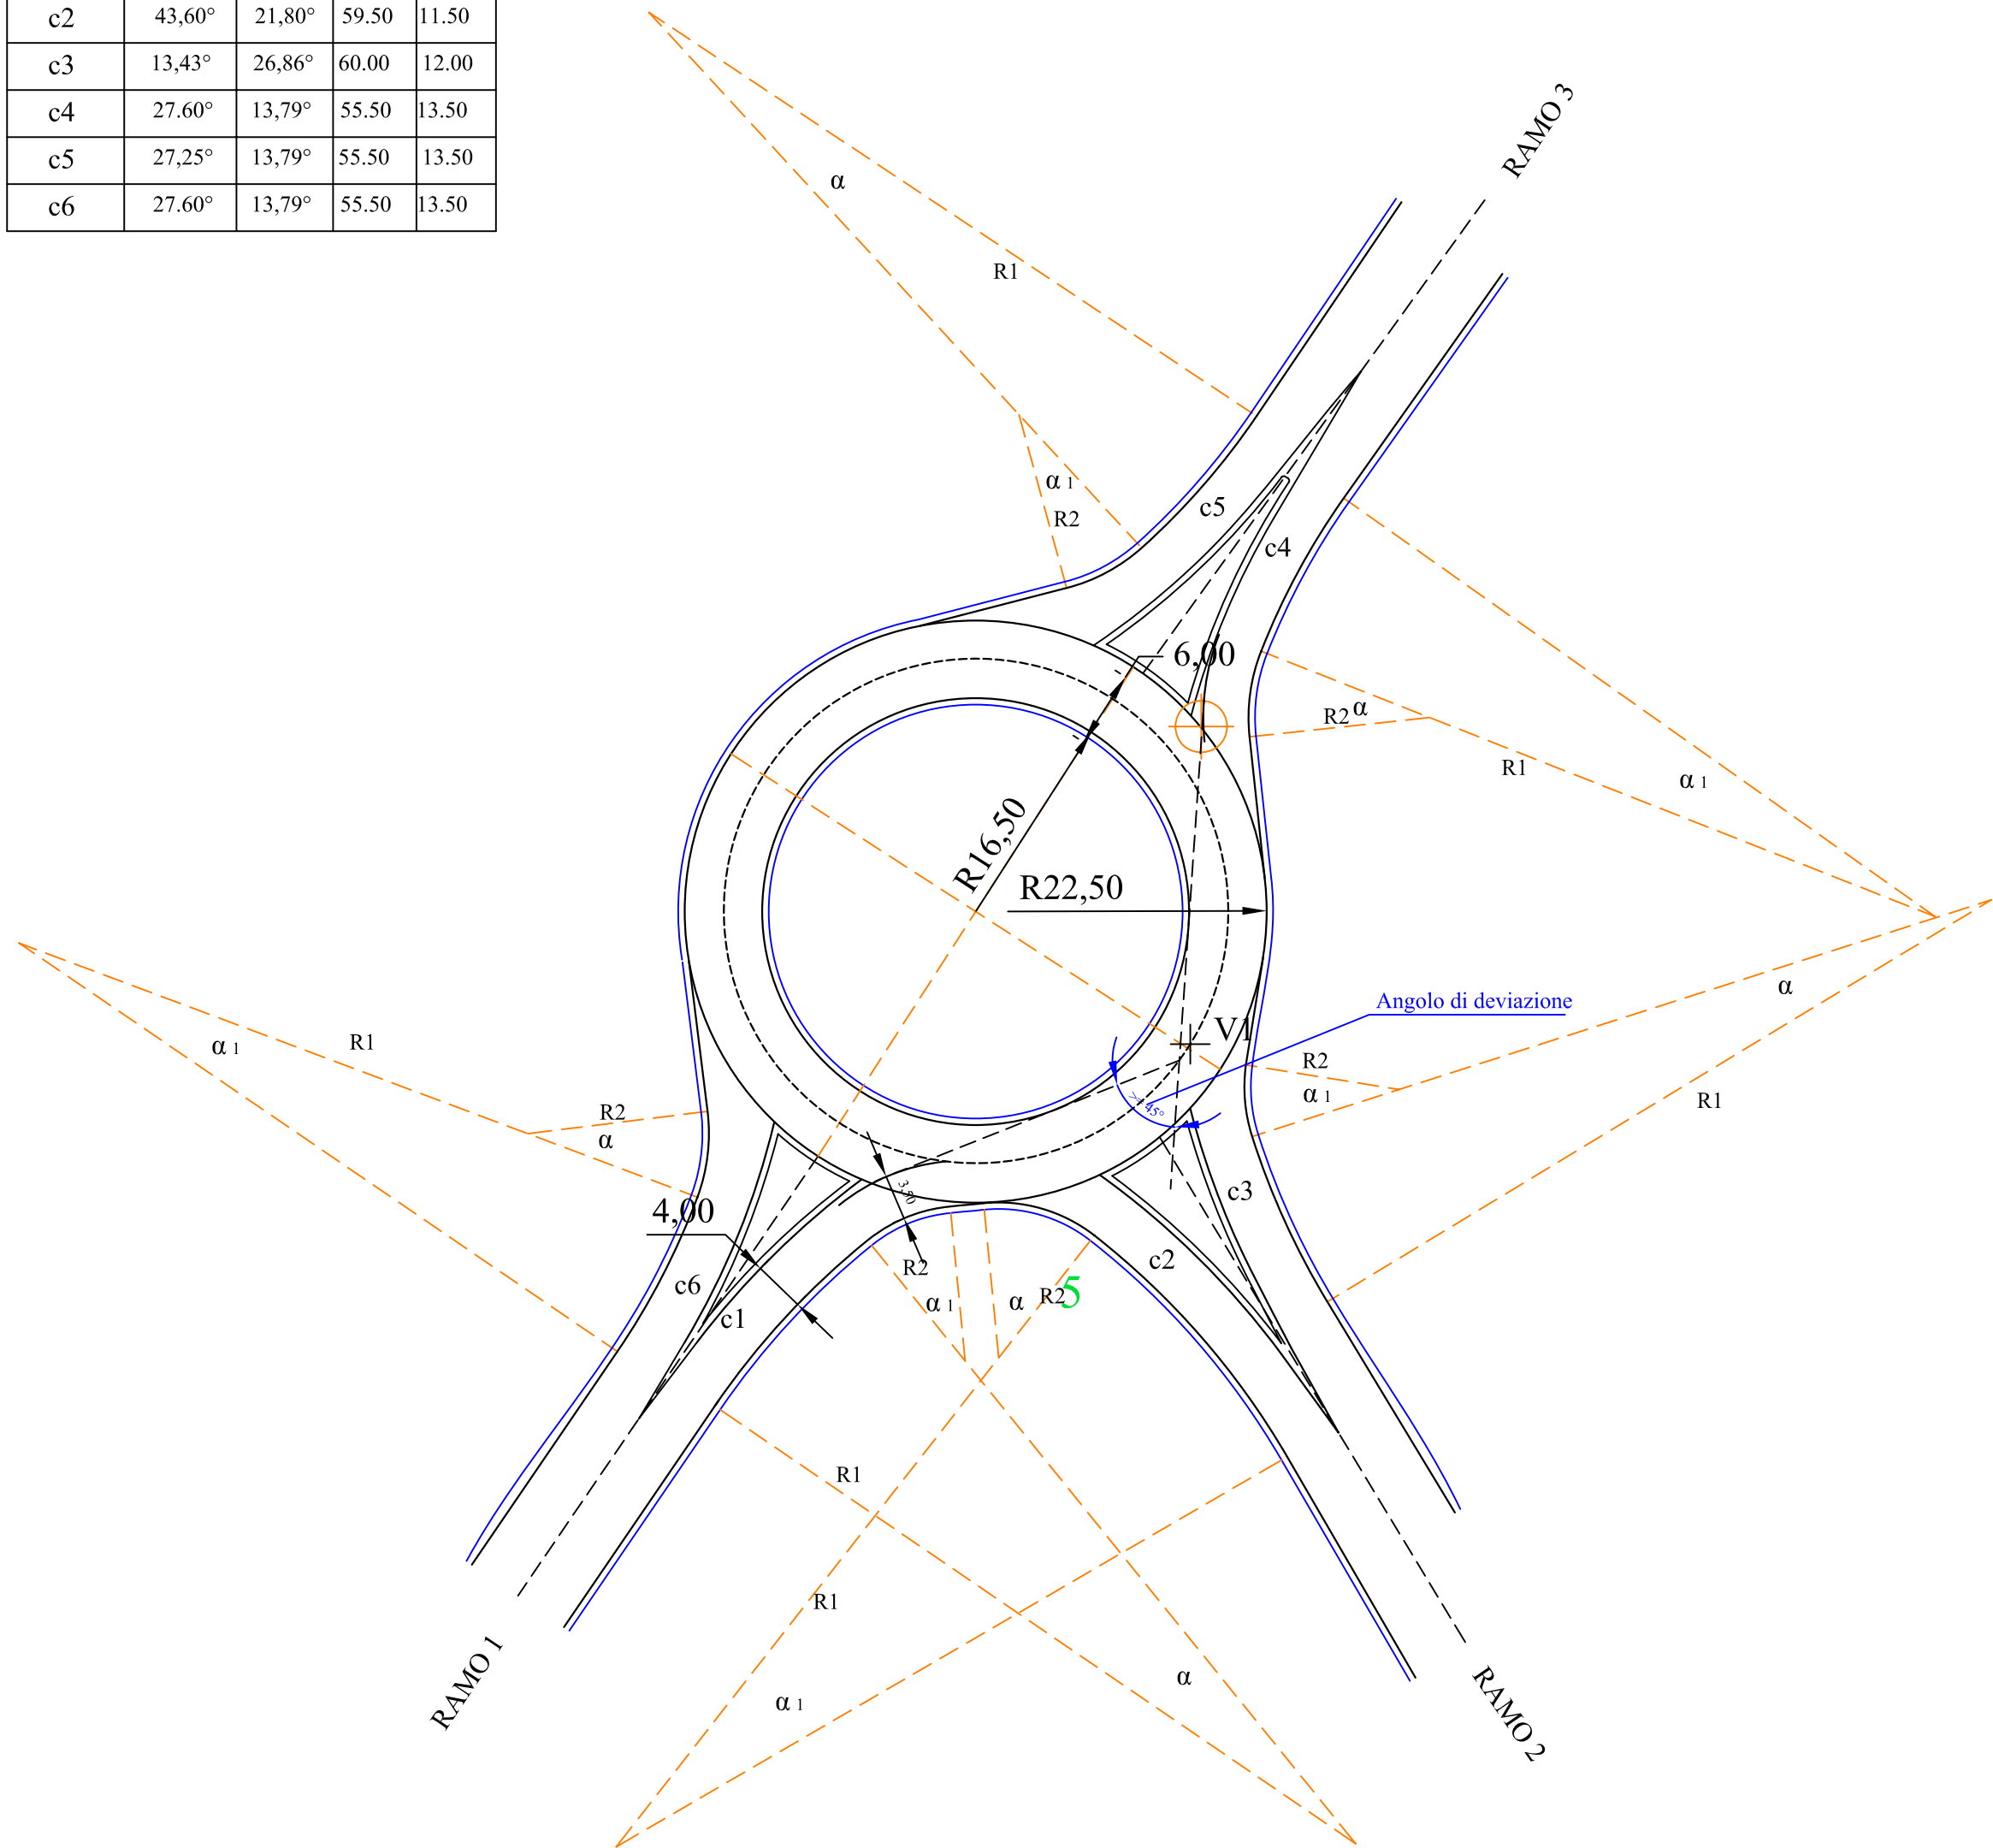 c2 43,60° 21,80° 59.50 11.50
c3 13,43° 26,86° 60.00 12.00
c4 27.60° 13,79° 55.50 13.50
c5 27,25° 13,79° 55.50 13.50
c6 27.60° 13,79° 55.50 13.50
RAMO 3
α
R1
α 1
R2
c5
c4
6,00
R2
α
R1
α 1
R16,50
R22,50
Angolo di deviazione
α
V1
R1
α 1
R2
α 1
R1
>= 45°
R2
α
3,50
c3
4,00
c6
c1
R2
α 1
α
R2
5
c2
R1
R1
α
α 1
RAMO 1
RAMO 2